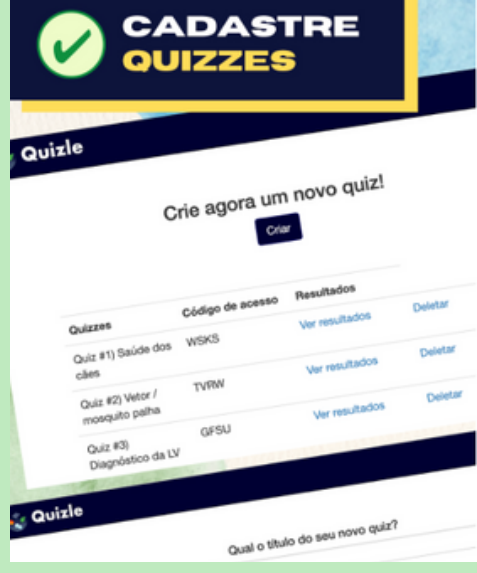 CADASTRE
QUIZZES
Quizle
Crie agora um novo quiz!
Criar
Quizzes Código de acesso Resultados
Quiz #1) Saúde dos cães WSKS Ver resultados Deletar
Quiz #2) Vetor / mosquito palha TVRW Ver resultados Deletar
Quiz #3) Diagnóstico da LV GFSU Ver resultados Deletar
Quizle
Qual o título do seu novo quiz?